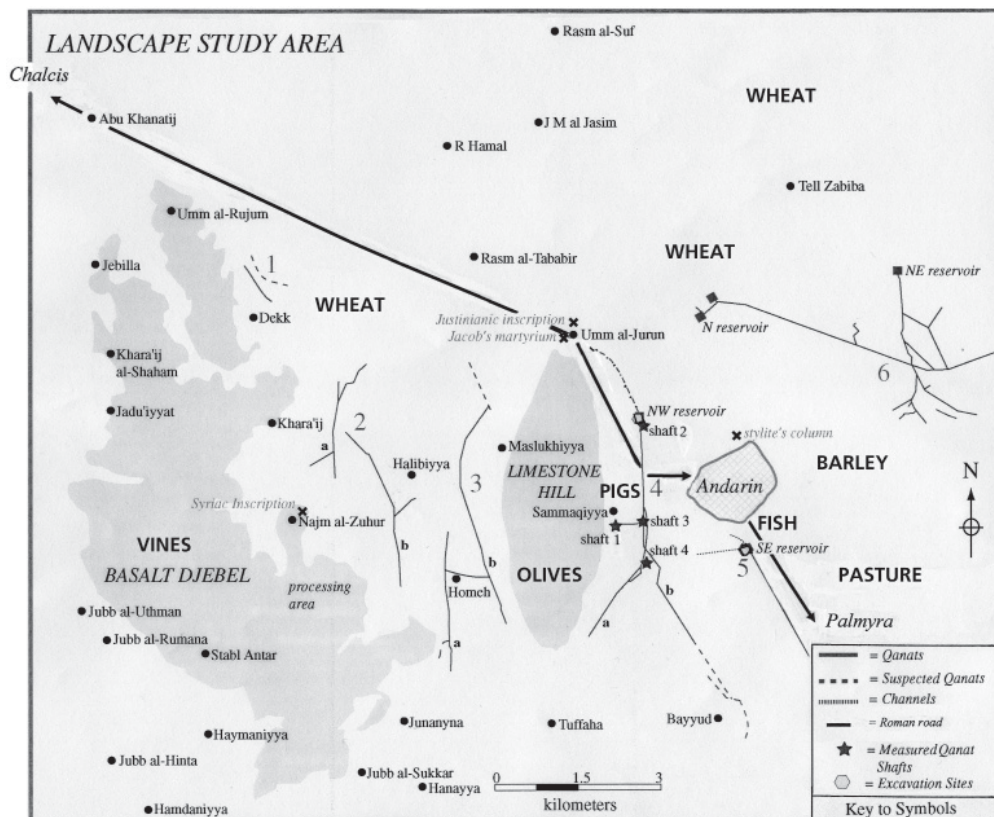 LANDSCAPE STUDY AREA
Chalcis
Rasm al-Suf
WHEAT
Abu Khanatij
J M al Jasim
R Hamal
Tell Zabiba
Umm al-Rujum
WHEAT
Jebilla
1
Rasm al-Tababir
NE reservoir
WHEAT
Dekk
Justinianic inscription
Jacob's martyrium
Umm al-Jurun
N reservoir
Khara'ij
al-Shaham
6
Jadu'iyyat
Khara'ij
2
NW reservoir
shaft 2
stylite's column
a
Maslukhiyya
Halibiyya
LIMESTONE
HILL
3
BARLEY
N
PIGS
4
Andarin
Syriac Inscription
Najm al-Zuhur
Sammaqiyya
shaft 3
shaft 1
FISH
VINES
b
shaft 4
SE reservoir
5
BASALT DJEBEL
processing
area
Homeh
b
OLIVES
b
PASTURE
Jubb al-Uthman
a
a
Palmyra
Jubb al-Rumana
Stabl Antar
= Qanats
= Suspected Qanats
= Channels
= Roman road
= Measured Qanat
Shafts
= Excavation Sites
Key to Symbols
Junanyna
Tuffaha
Bayyud
Haymaniyya
Jubb al-Hinta
Jubb al-Sukkar
Hanayya
0 1.5 3
kilometers
Hamdaniyya